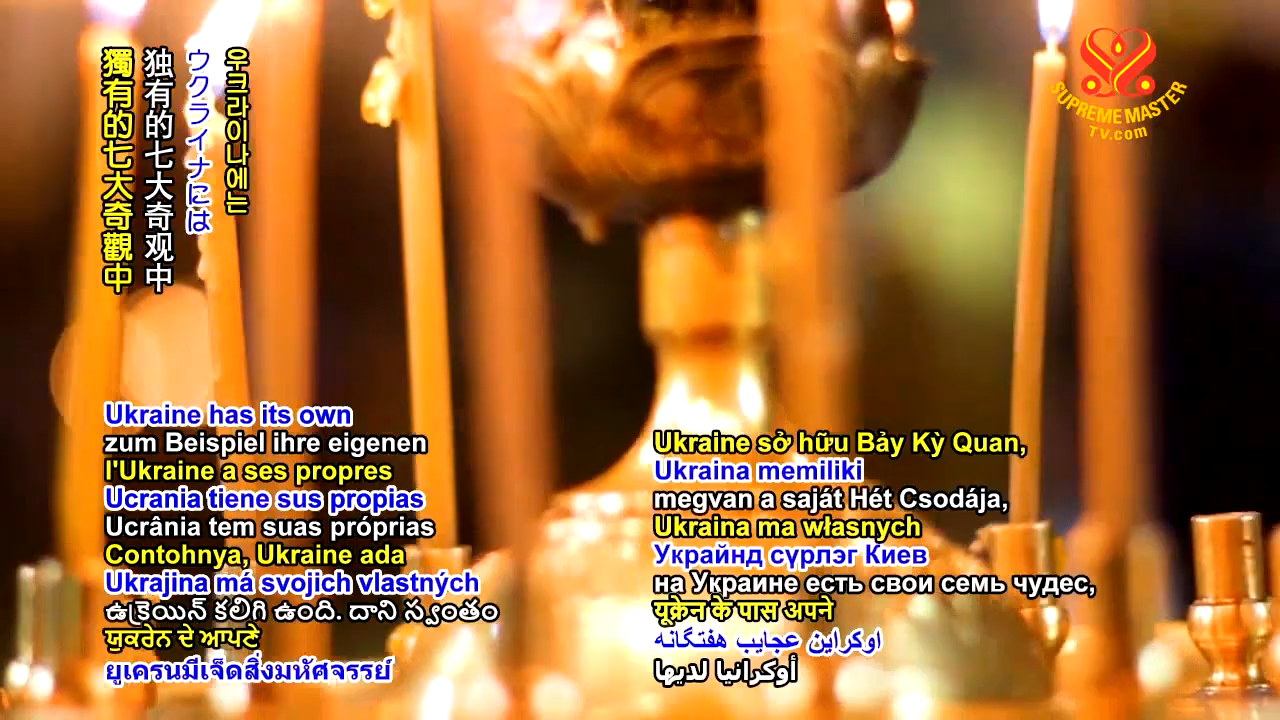 우크라이나에는
ウクライナには
独有的七大奇观中
獨有的七大奇觀中
SUPREME MASTER
TV.com
Ukraine has its own
zum Beispiel ihre eigenen
l'Ukraine a ses propres
Ucrania tiene sus propias
Ucrânia tem suas próprias
Contohnya, Ukraine ada
Ukrajina má svojich vlastných
ఉక్రెయిన్ కలిగి ఉంది. దాని స్వంతం
ਯੁਕਰੇਨ ਦੇ ਆਪਣੇ
ยูเครนมีเจ็ดสิ่งมหัศจรรย์
Ukraine sở hữu Bảy Kỳ Quan,
Ukraina memiliki
megvan a saját Hét Csodája,
Ukraina ma własnych
Украйнд сүрлэг Киев
на Украине есть свои семь чудес,
यूक्रेन के पास अपने
اوکراین عجایب هفتگانه
أوكرانيا لديها